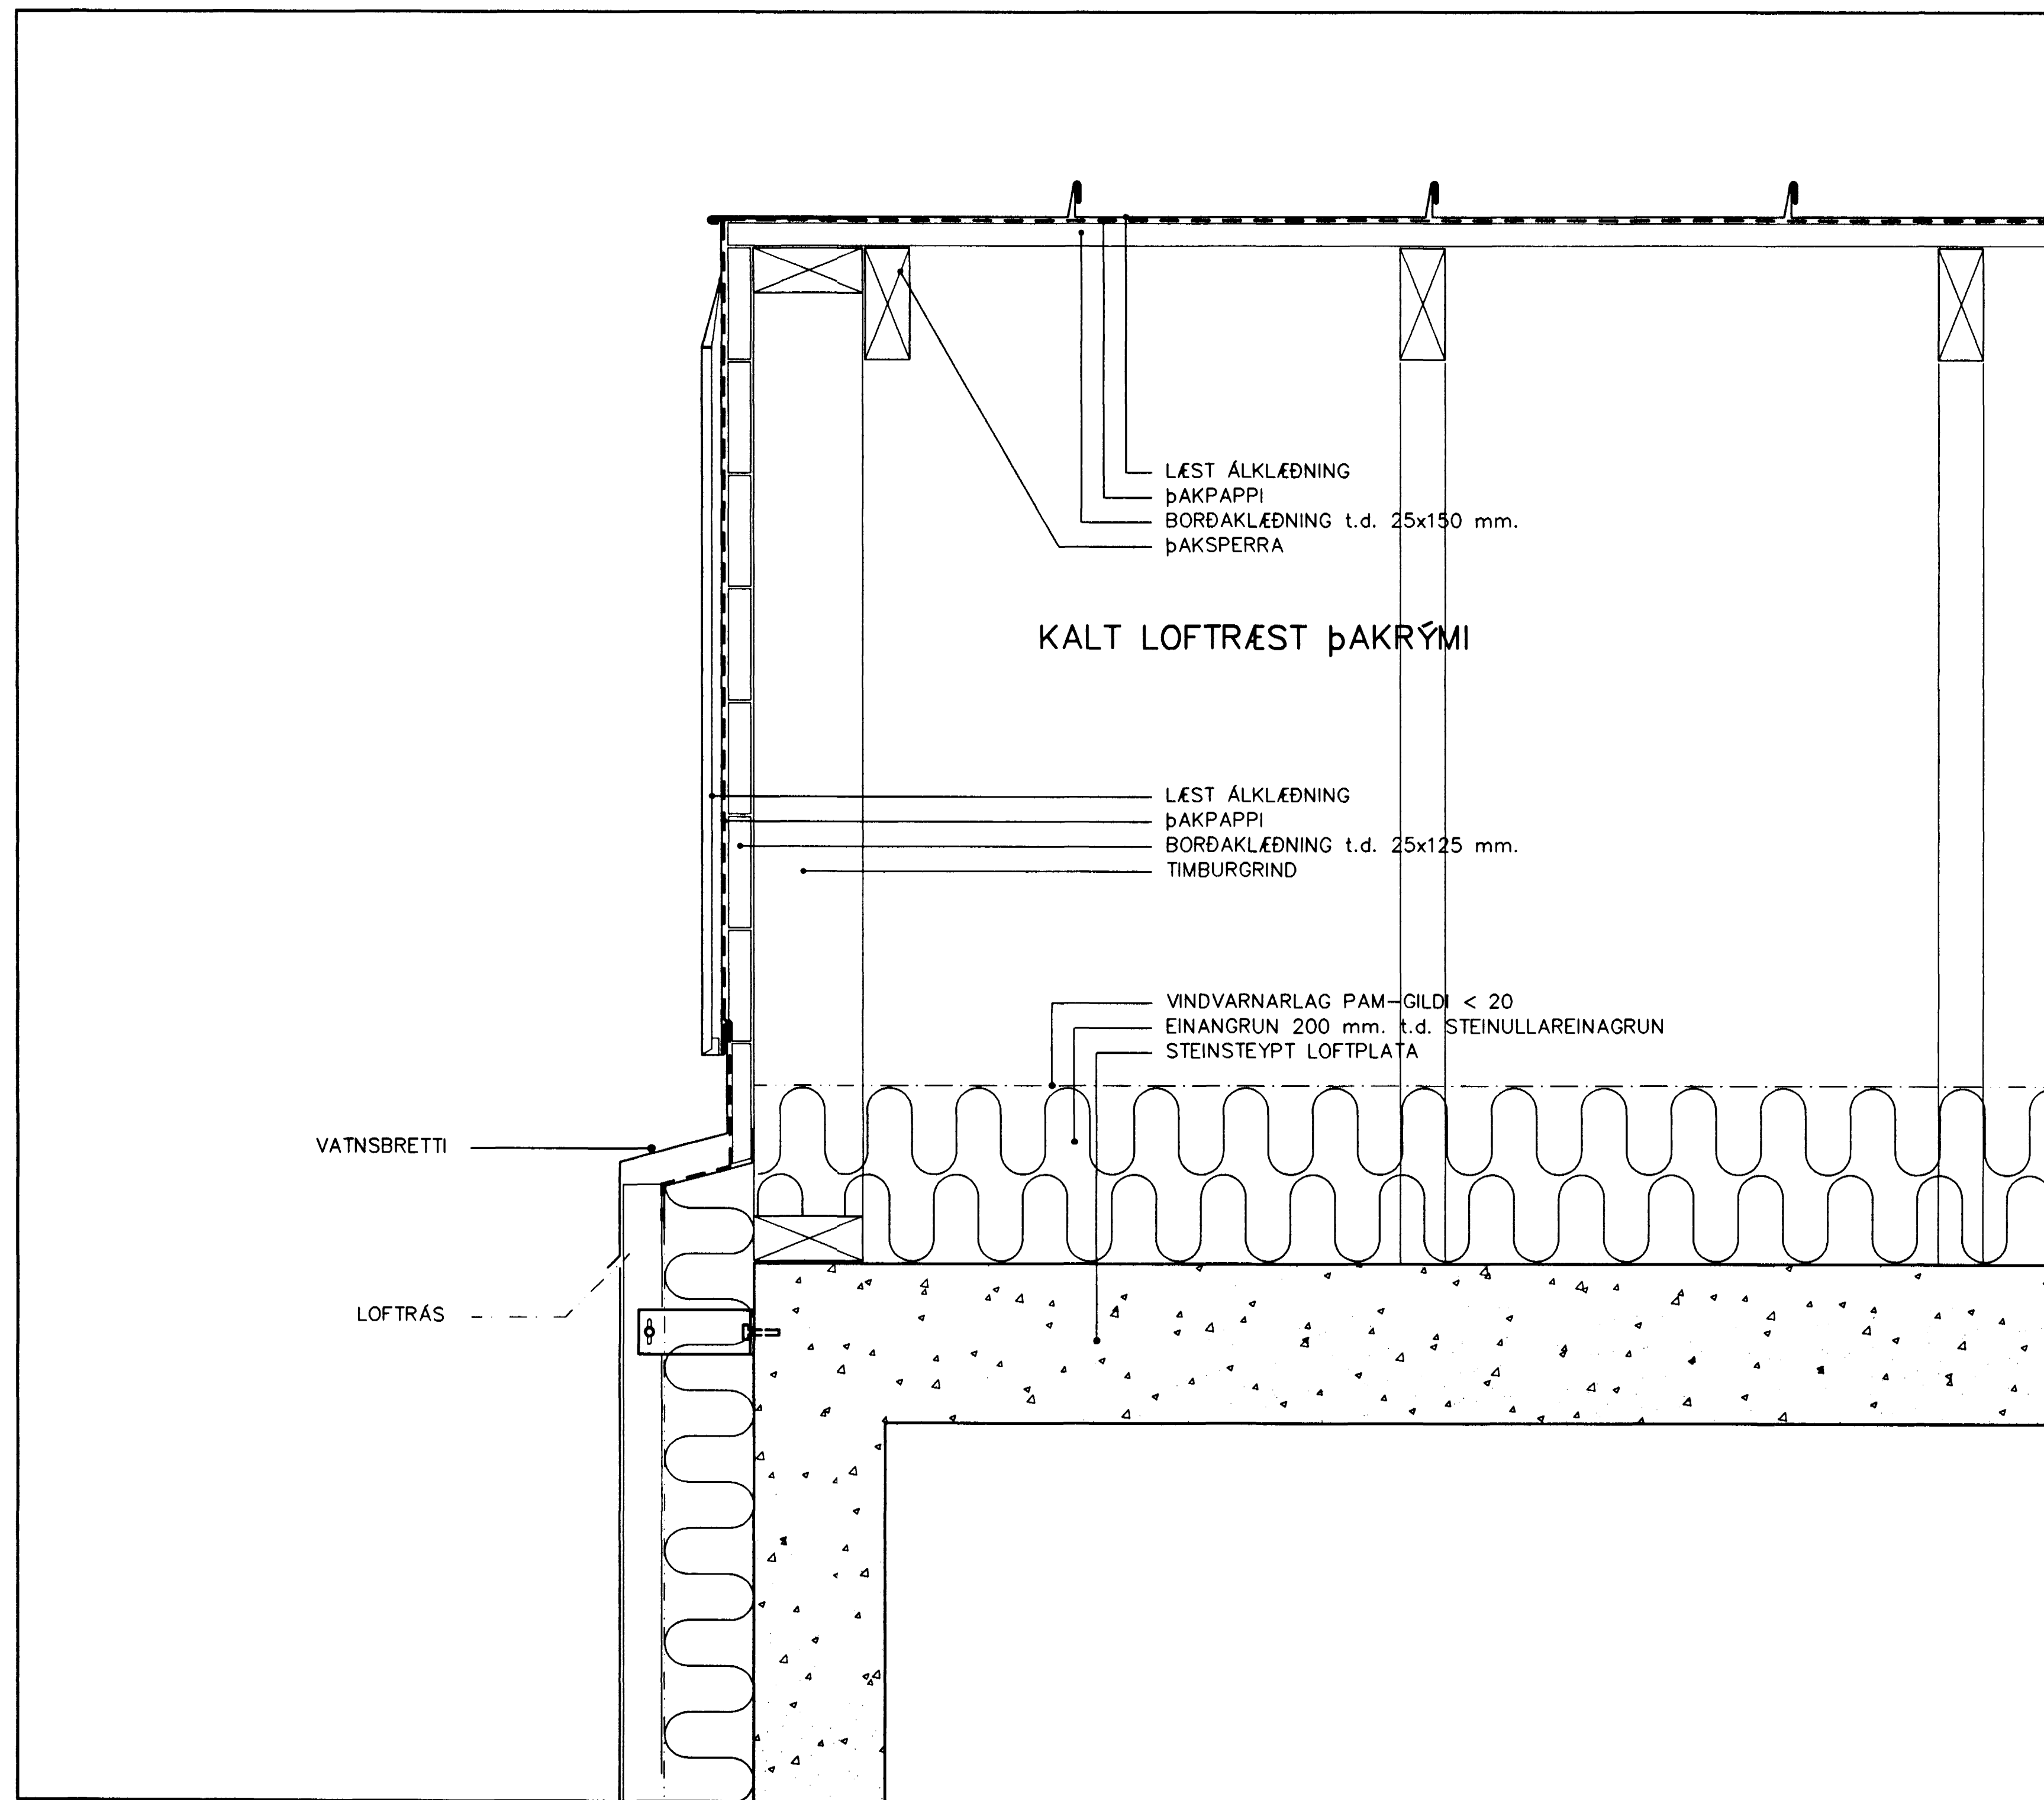 LÆST ÁLKLÆÐNING
þAKPAPPI
BORÐAKLÆÐNING t.d. 25x150 mm.
þAKSPERRA
KALT LOFTRÆST þAKRÝMI
LÆST ÁLKLÆÐNING
þAKPAPPI
BORÐAKLÆÐNING t.d. 25x125 mm.
TIMBURGRIND
VINDVARNARLAG PAM-GILDI < 20
EINANGRUN 200 mm. t.d. STEINULLAREINAGRUN
STEINSTEYPT LOFTPLATA
VATNSBRETTI
LOFTRÁS